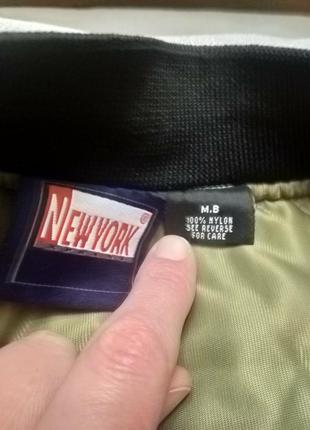 NEW YORK ®
M.B
100% NYLON
SEE REVERSE
FOR CARE